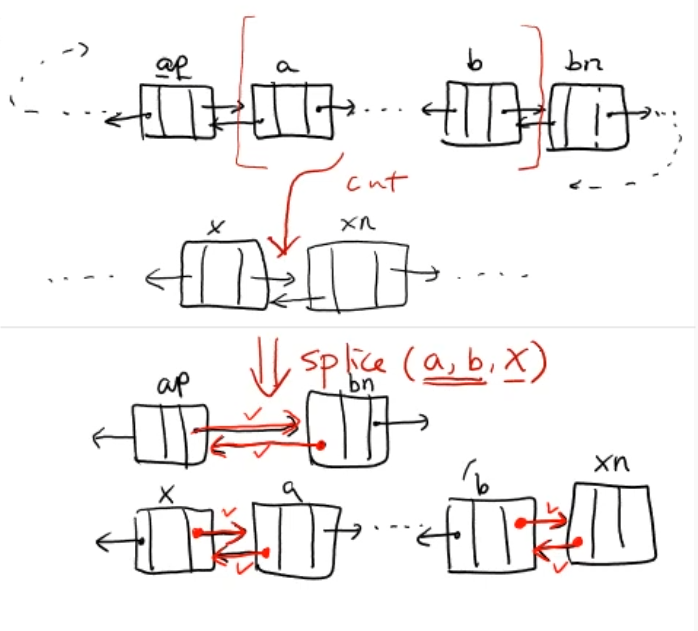 ap a b bn
cut
x xn
splice (a, b, x)
ap bn
x a b xn